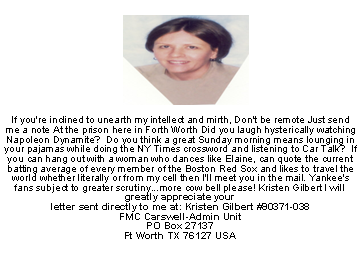 If you're inclined to unearth my intellect and mirth, Don't be remote Just send
me a note At the prison here in Forth Worth Did you laugh hysterically watching
Napoleon Dynamite? Do you think a great Sunday morning means lounging in
your pajamas while doing the NY Times crossword and listening to Car Talk? If
you can hang out with a woman who dances like Elaine, can quote the current
batting average of every member of the Boston Red Sox and likes to travel the
world whether literally or from my cell then I'll meet you in the mail. Yankee's
fans subject to greater scrutiny...more cow bell please! Kristen Gilbert I will
greatly appreciate your
letter sent directly to me at: Kristen Gilbert #90371-038
FMC Carswell-Admin Unit
PO Box 27137
Ft Worth TX 76127 USA